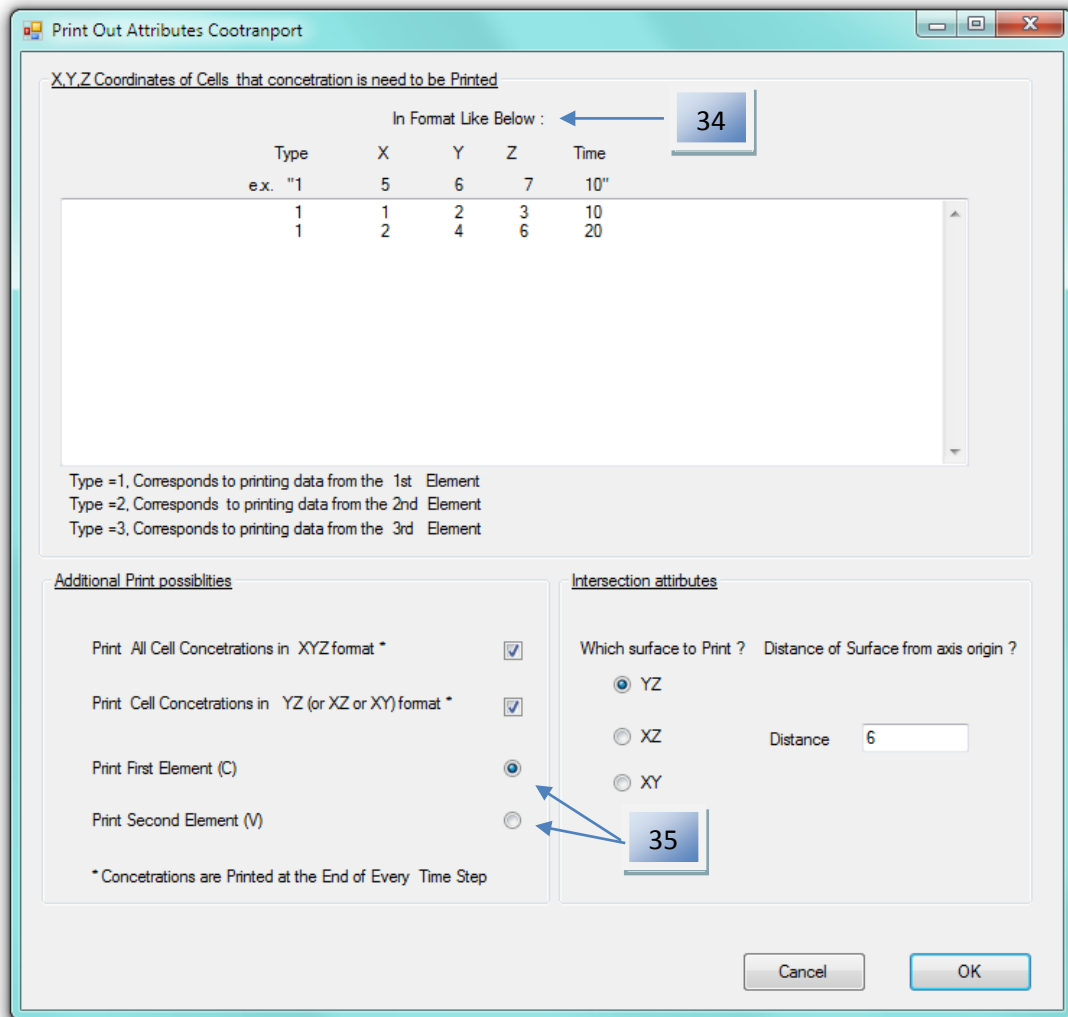 Print Out Attributes Cootranport
X,Y,Z Coordinates of Cells that concetration is need to be Printed
In Format Like Below :
34
Type X Y Z Time
e.x. "1 5 6 7 10"
1 1 2 3 10
1 2 4 6 20
Type =1, Corresponds to printing data from the 1st Element
Type =2, Corresponds to printing data from the 2nd Element
Type =3, Corresponds to printing data from the 3rd Element
Additional Print possiblities
Print All Cell Concetrations in XYZ format *
Print Cell Concetrations in YZ (or XZ or XY) format *
Print First Element (C)
Print Second Element (V)
* Concetrations are Printed at the End of Every Time Step
35
Intersection attirbutes
Which surface to Print ? Distance of Surface from axis origin ?
YZ
XZ
Distance 6
XY
Cancel OK